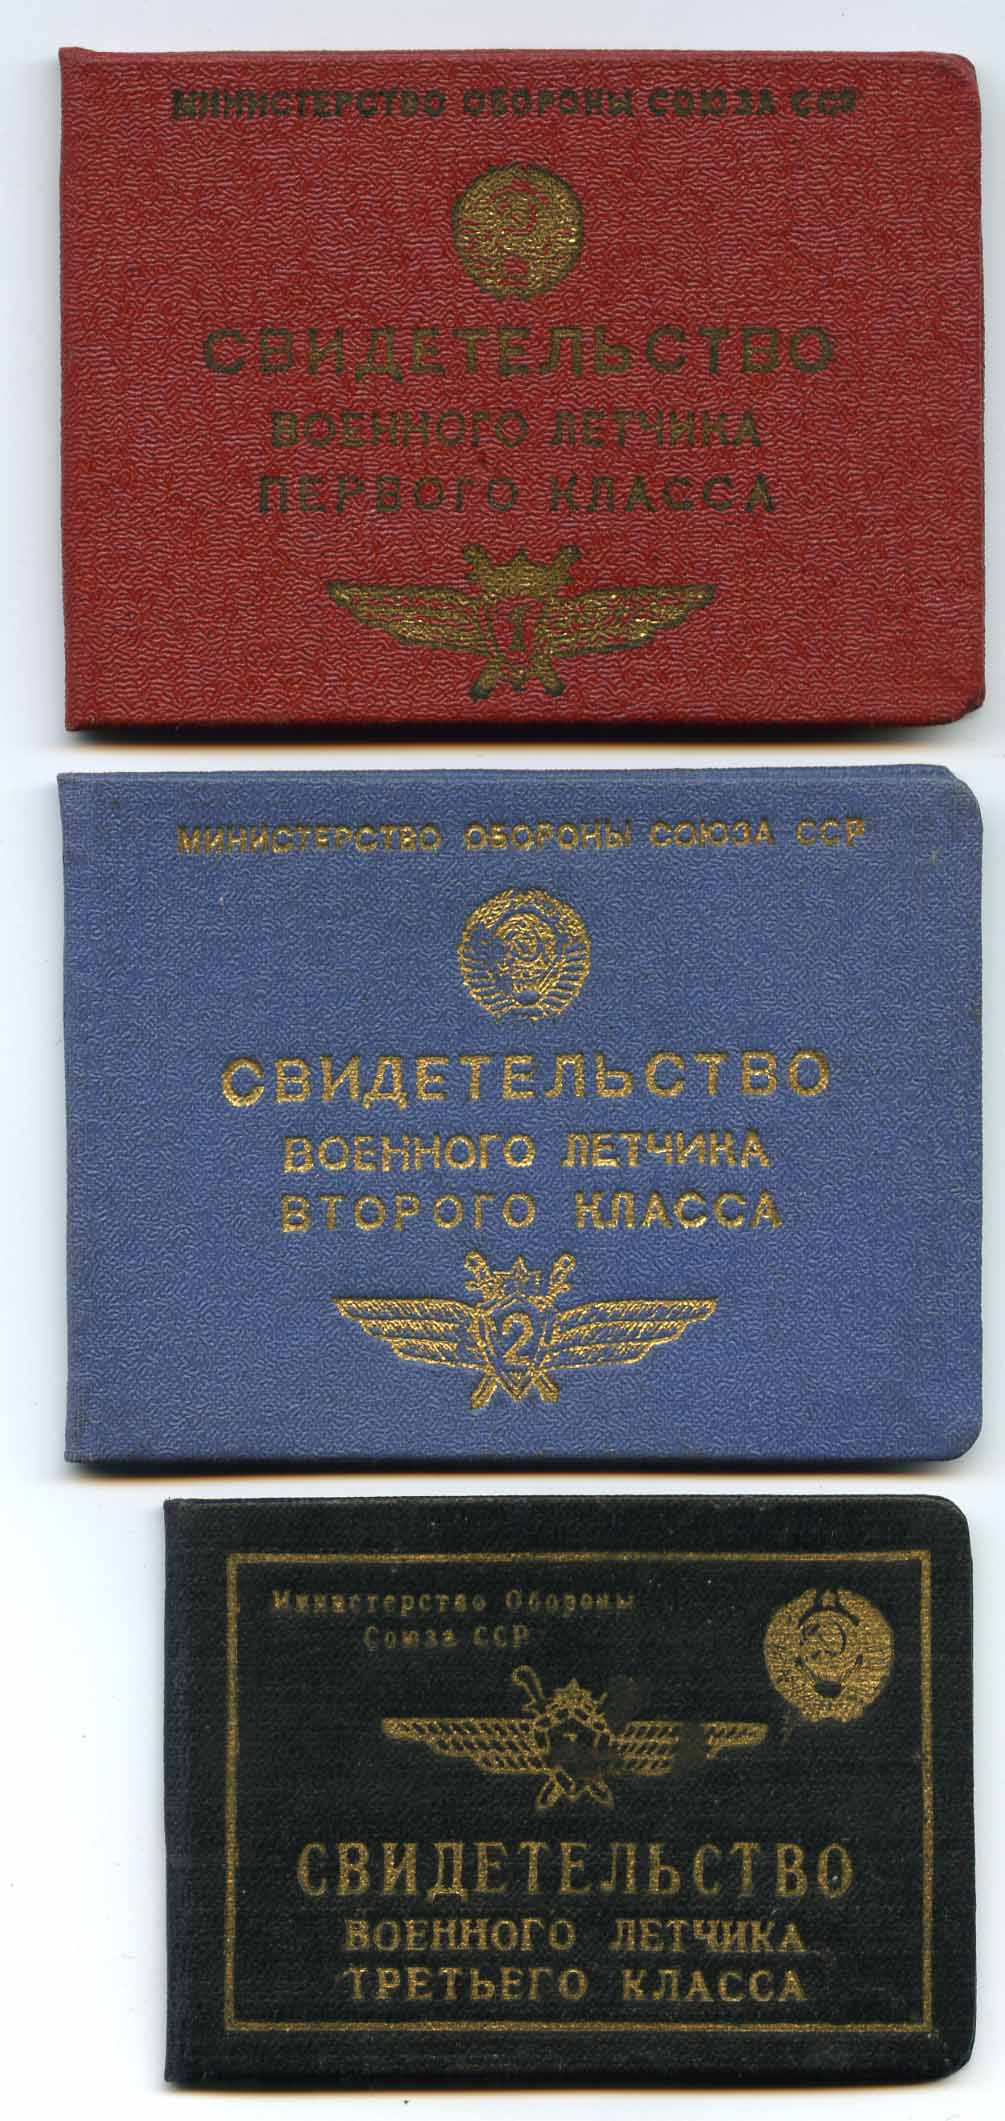 МИНИСТЕРСТВО ОБОРОНЫ СОЮЗА ССР
СВИДЕТЕЛЬСТВО
ВОЕННОГО ЛЕТЧИКА
ПЕРВОГО КЛАССА
1
МИНИСТЕРСТВО ОБОРОНЫ СОЮЗА ССР
СВИДЕТЕЛЬСТВО
ВОЕННОГО ЛЕТЧИКА
ВТОРОГО КЛАССА
2
Министерство Обороны
Союза ССР
СВИДЕТЕЛЬСТВО
ВОЕННОГО ЛЕТЧИКА
ТРЕТЬЕГО КЛАССА